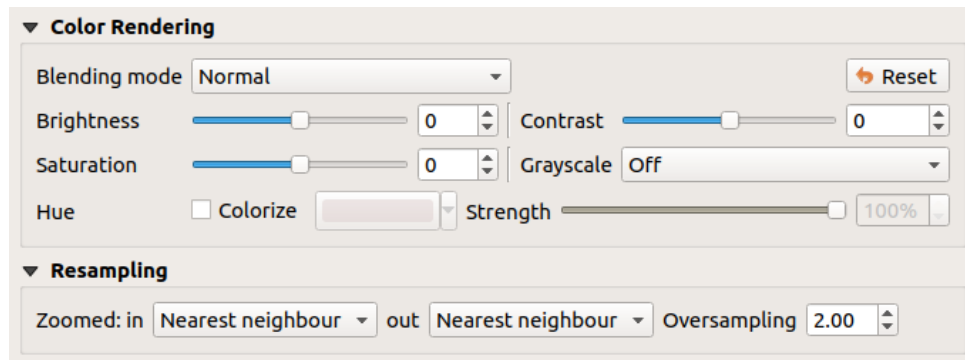 Color Rendering
Blending mode Normal Reset
Brightness 0 Contrast 0
Saturation 0 Grayscale Off
Hue Colorize Strength 100%
Resampling
Zoomed: in Nearest neighbour out Nearest neighbour Oversampling 2.00